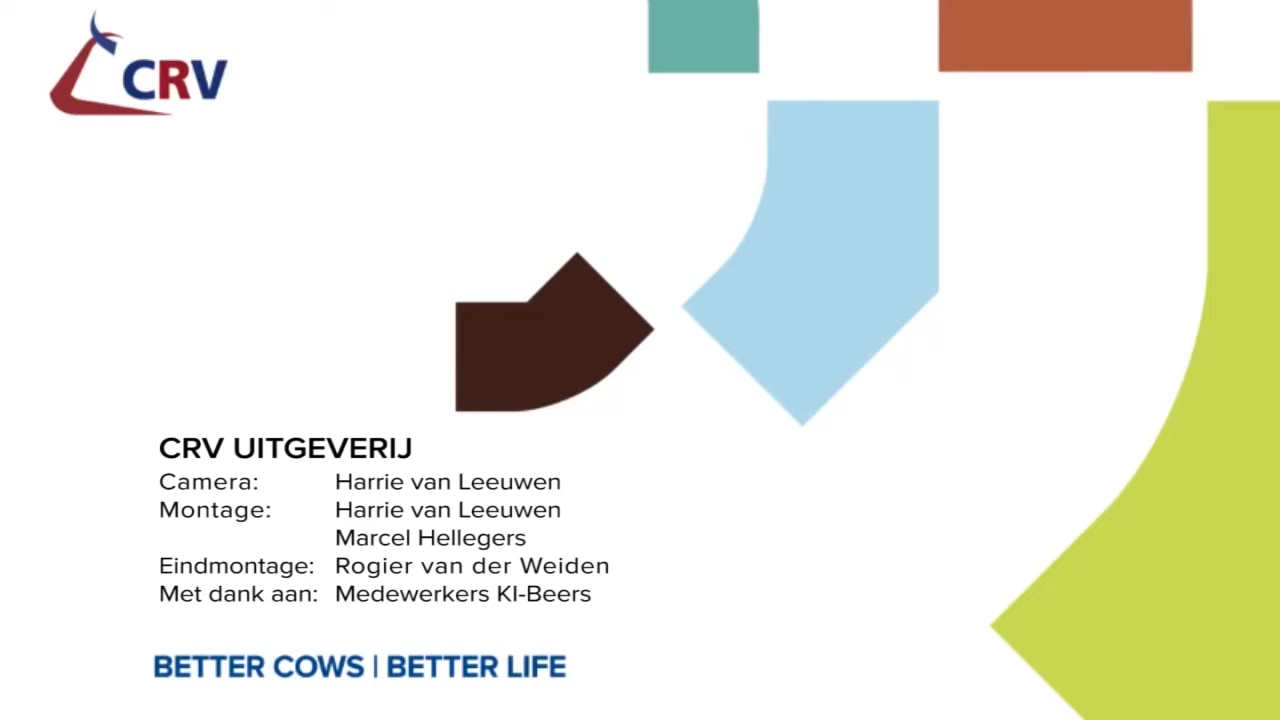 CRV
CRV UITGEVERIJ
Camera: Harrie van Leeuwen
Montage: Harrie van Leeuwen
Marcel Hellegers
Eindmontage: Rogier van der Weiden
Met dank aan: Medewerkers KI-Beers
BETTER COWS | BETTER LIFE